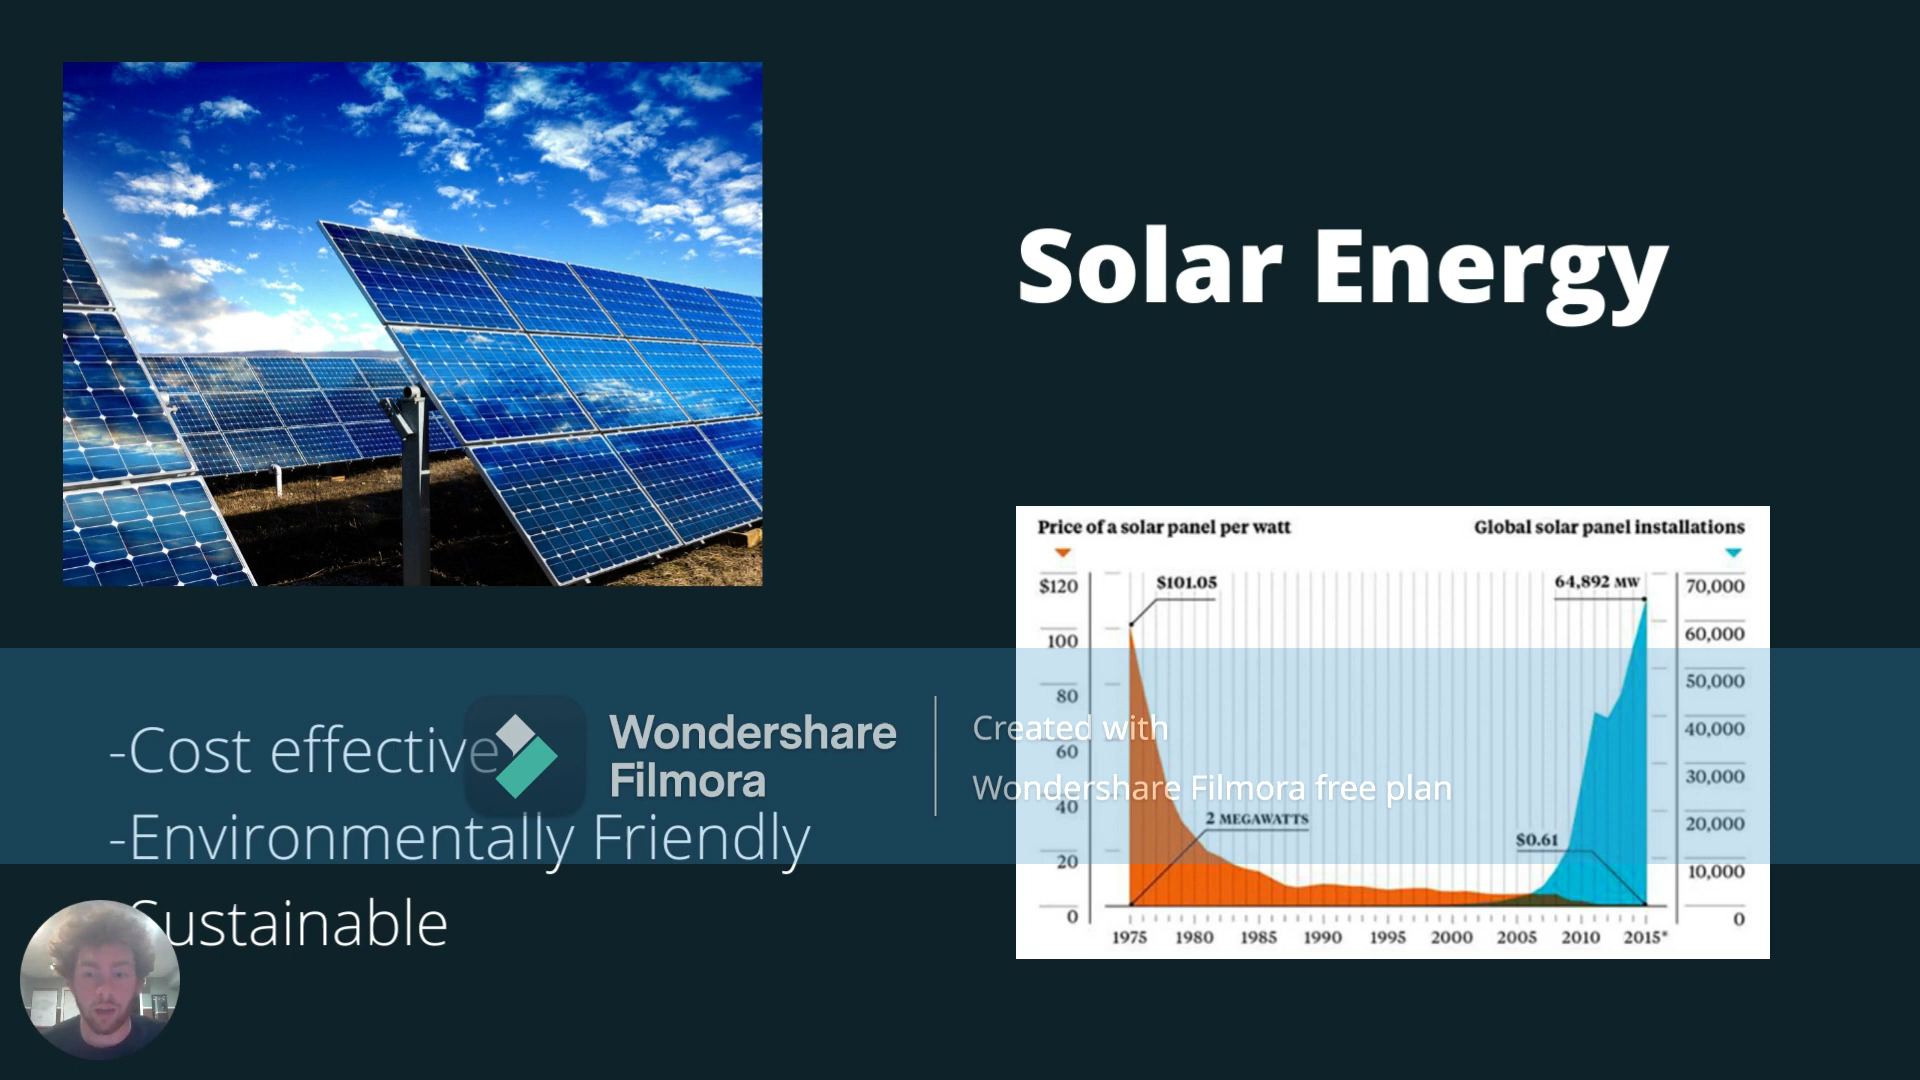 Solar Energy
-Cost effective
-Environmentally Friendly
-Sustainable
Wondershare
Filmora
Created with
Wondershare Filmora free plan
Price of a solar panel per watt
Global solar panel installations
$120
100
80
60
40
20
0
$101.05
2 MEGAWATTS
$0.61
64,892 MW
70,000
60,000
50,000
40,000
30,000
20,000
10,000
0
1975 1980 1985 1990 1995 2000 2005 2010 2015*